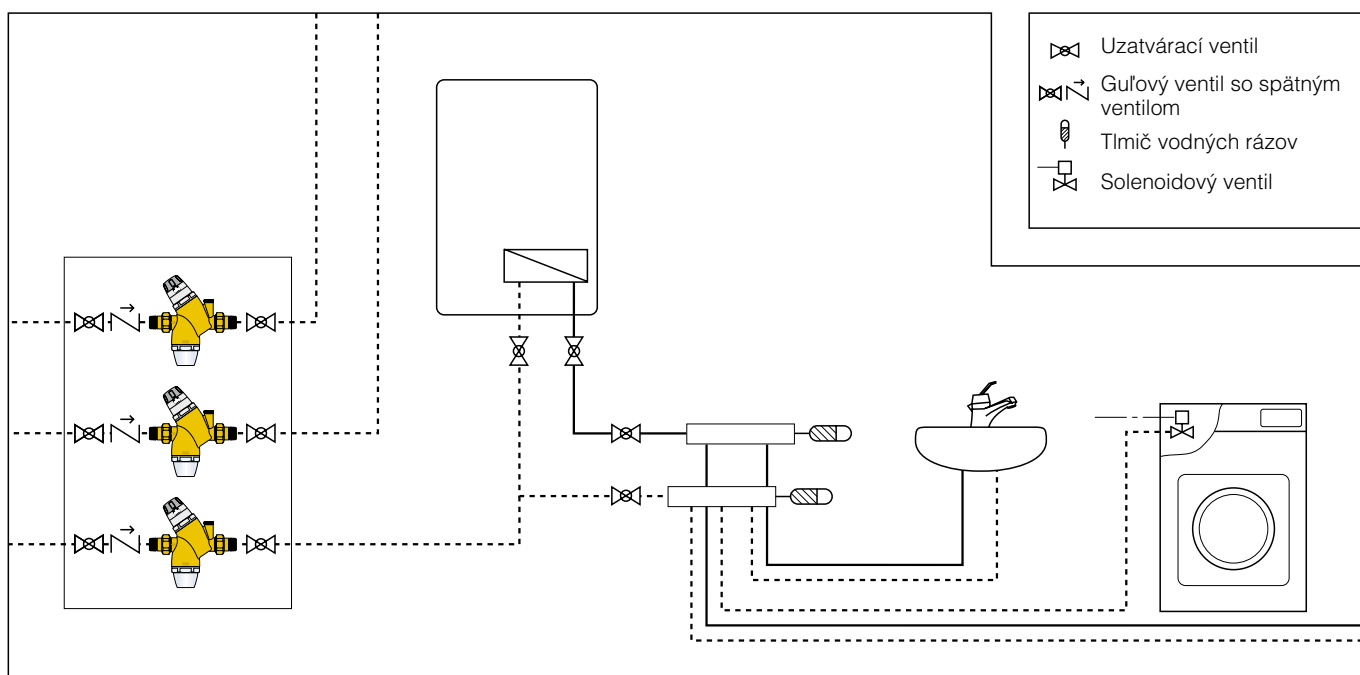 Uzatvárací ventil
Guľový ventil so spätným
ventilom
Tlmič vodných rázov
Solenoidový ventil